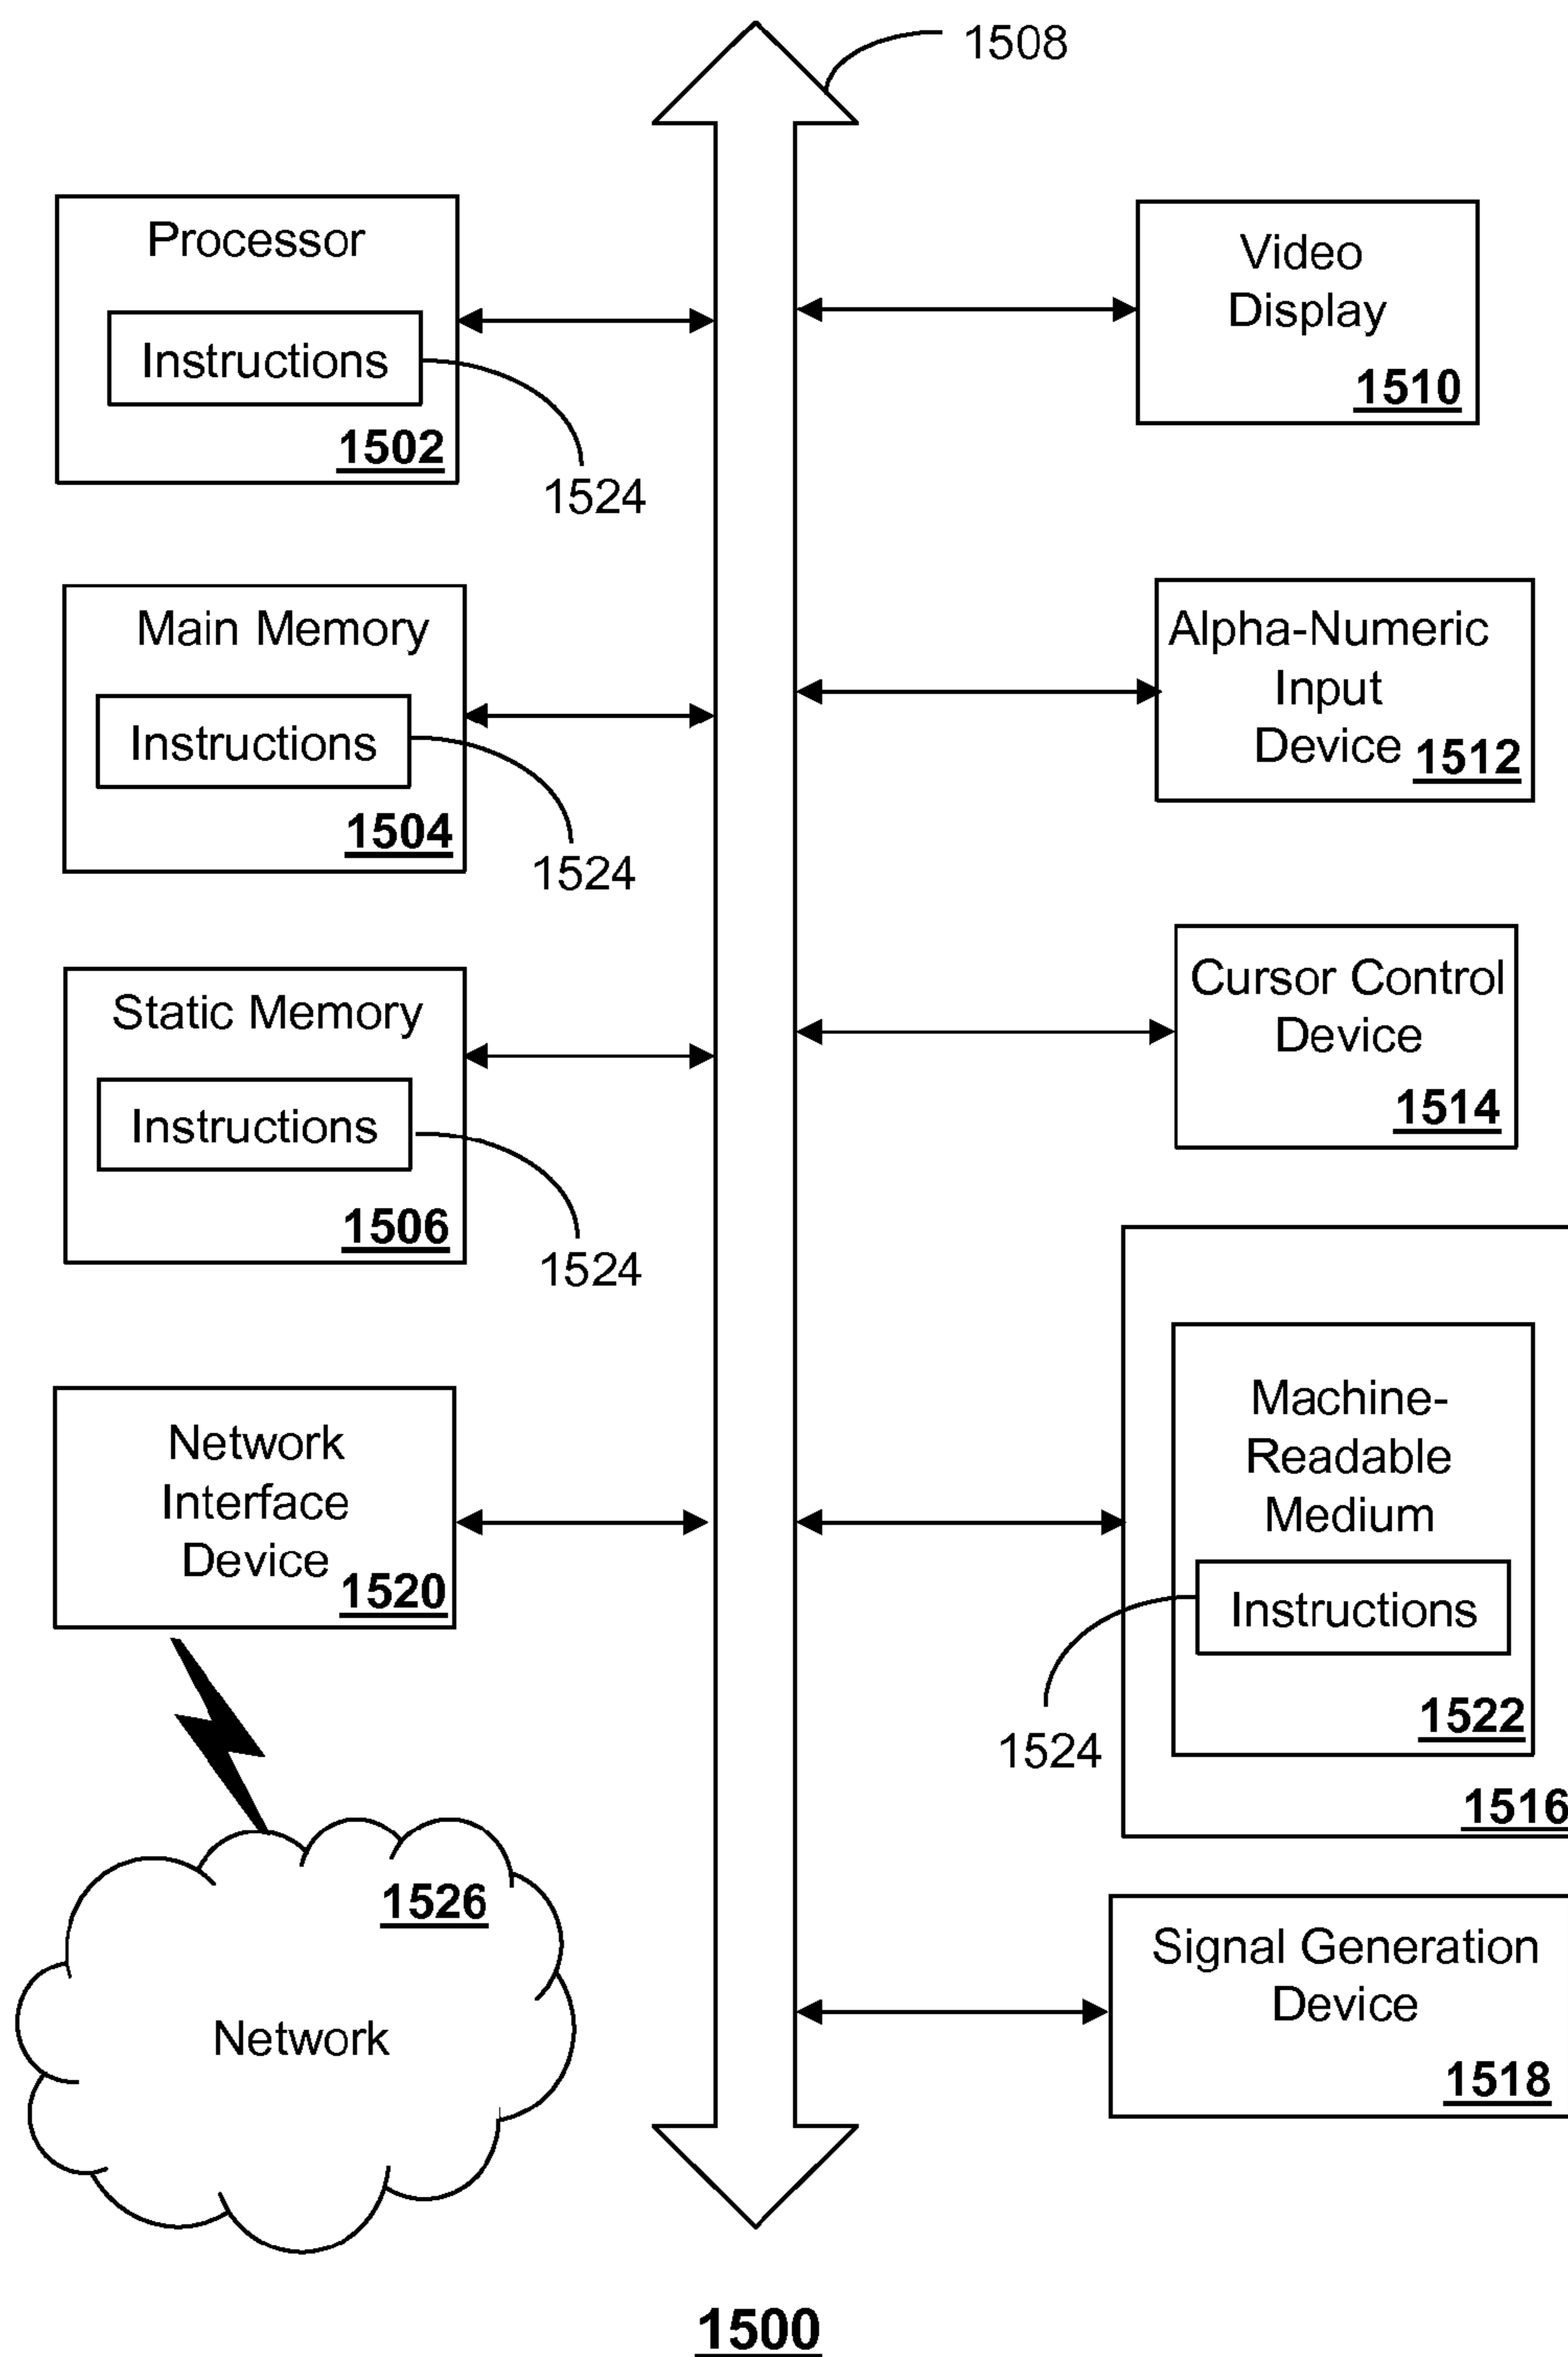 1508
Processor
Instructions
1502
1524
Video
Display
1510
Main Memory
Instructions
1504
1524
Alpha-Numeric
Input
Device 1512
Static Memory
Instructions
1506
1524
Cursor Control
Device
1514
Network
Interface
Device 1520
Machine-
Readable
Medium
Instructions
1522
1524
1516
1526
Network
Signal Generation
Device
1518
1500